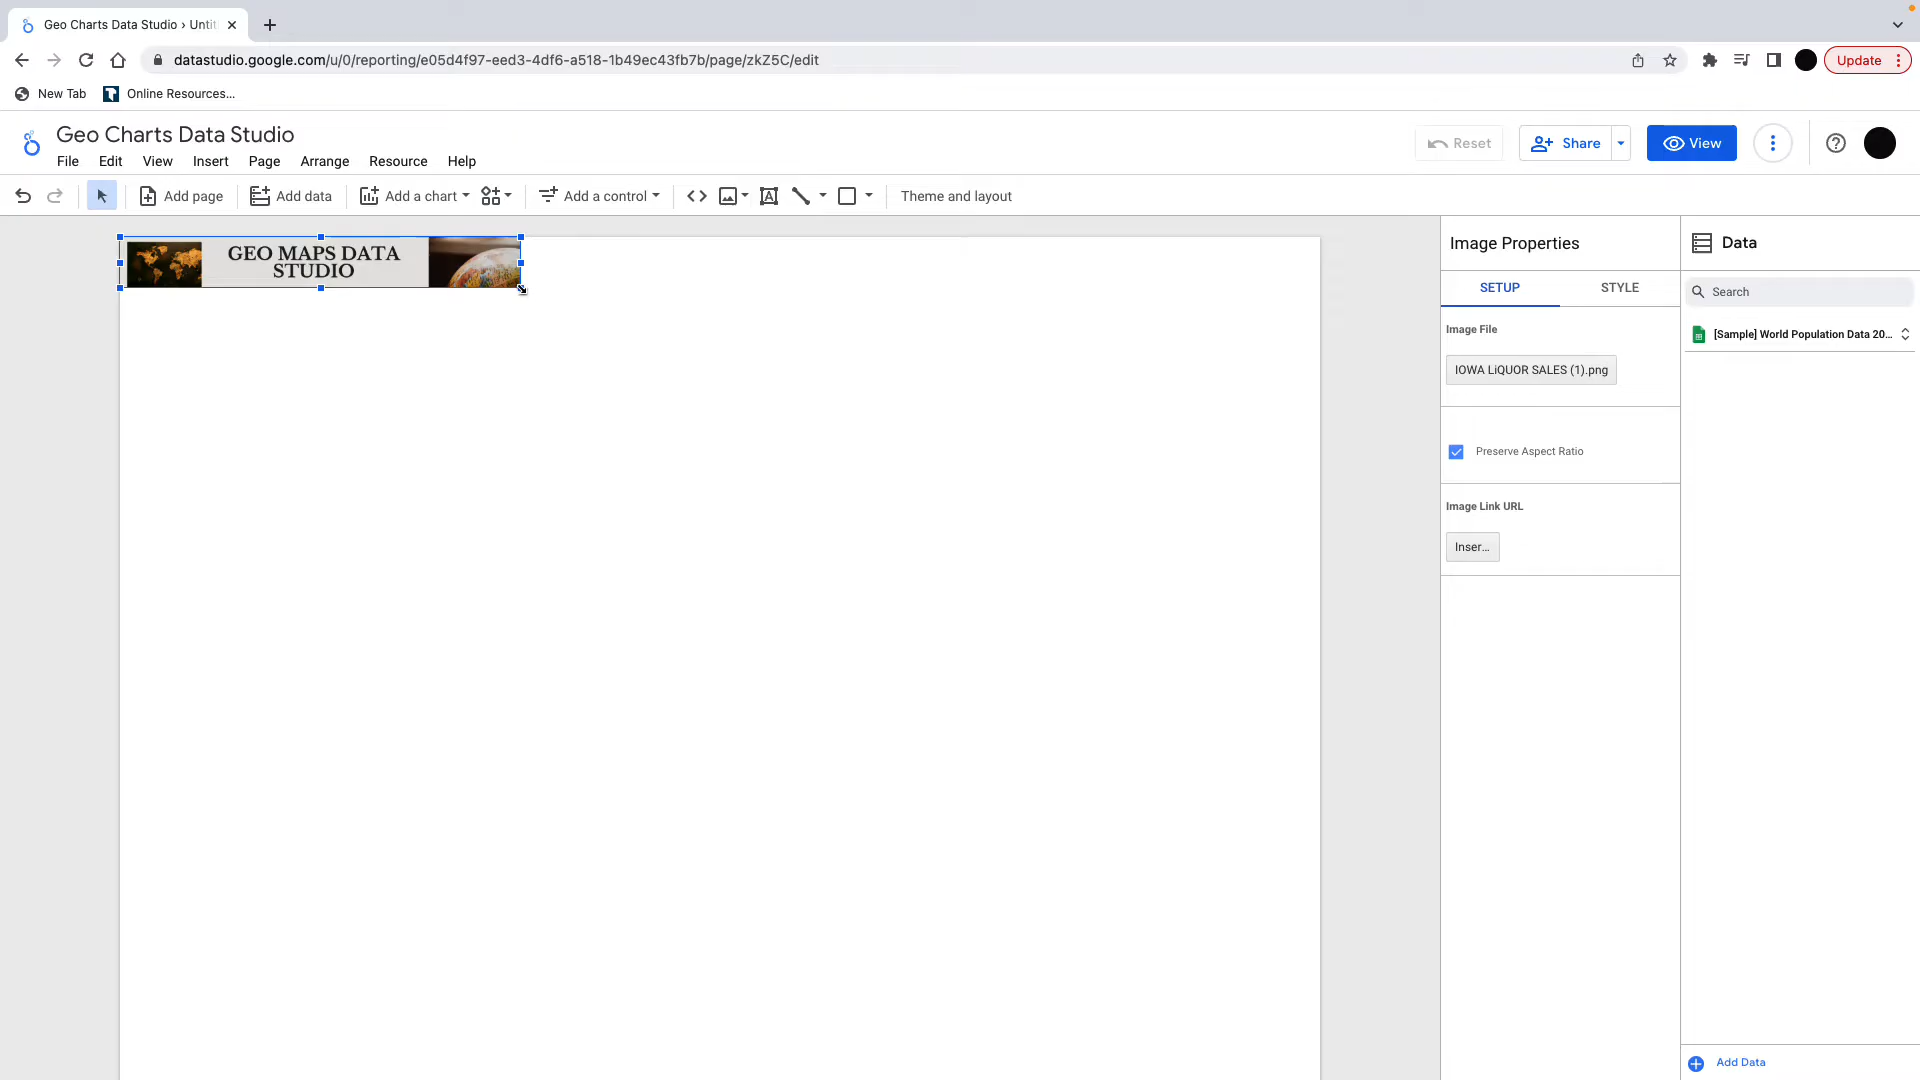 Geo Charts Data Studio › Unti
datastudio.google.com/u/0/reporting/e05d4f97-eed3-4df6-a518-1b49ec43fb7b/page/zkZ5C/edit
Update
New Tab
Online Resources...
Geo Charts Data Studio
File Edit View Insert Page Arrange Resource Help
Reset
Share
View
Add page
Add data
Add a chart
Add a control
Theme and layout
GEO MAPS DATA
STUDIO
Image Properties
SETUP
STYLE
Image File
IOWA LiQUOR SALES (1).png
Preserve Aspect Ratio
Image Link URL
Inser...
Data
Search
[Sample] World Population Data 20...
Add Data